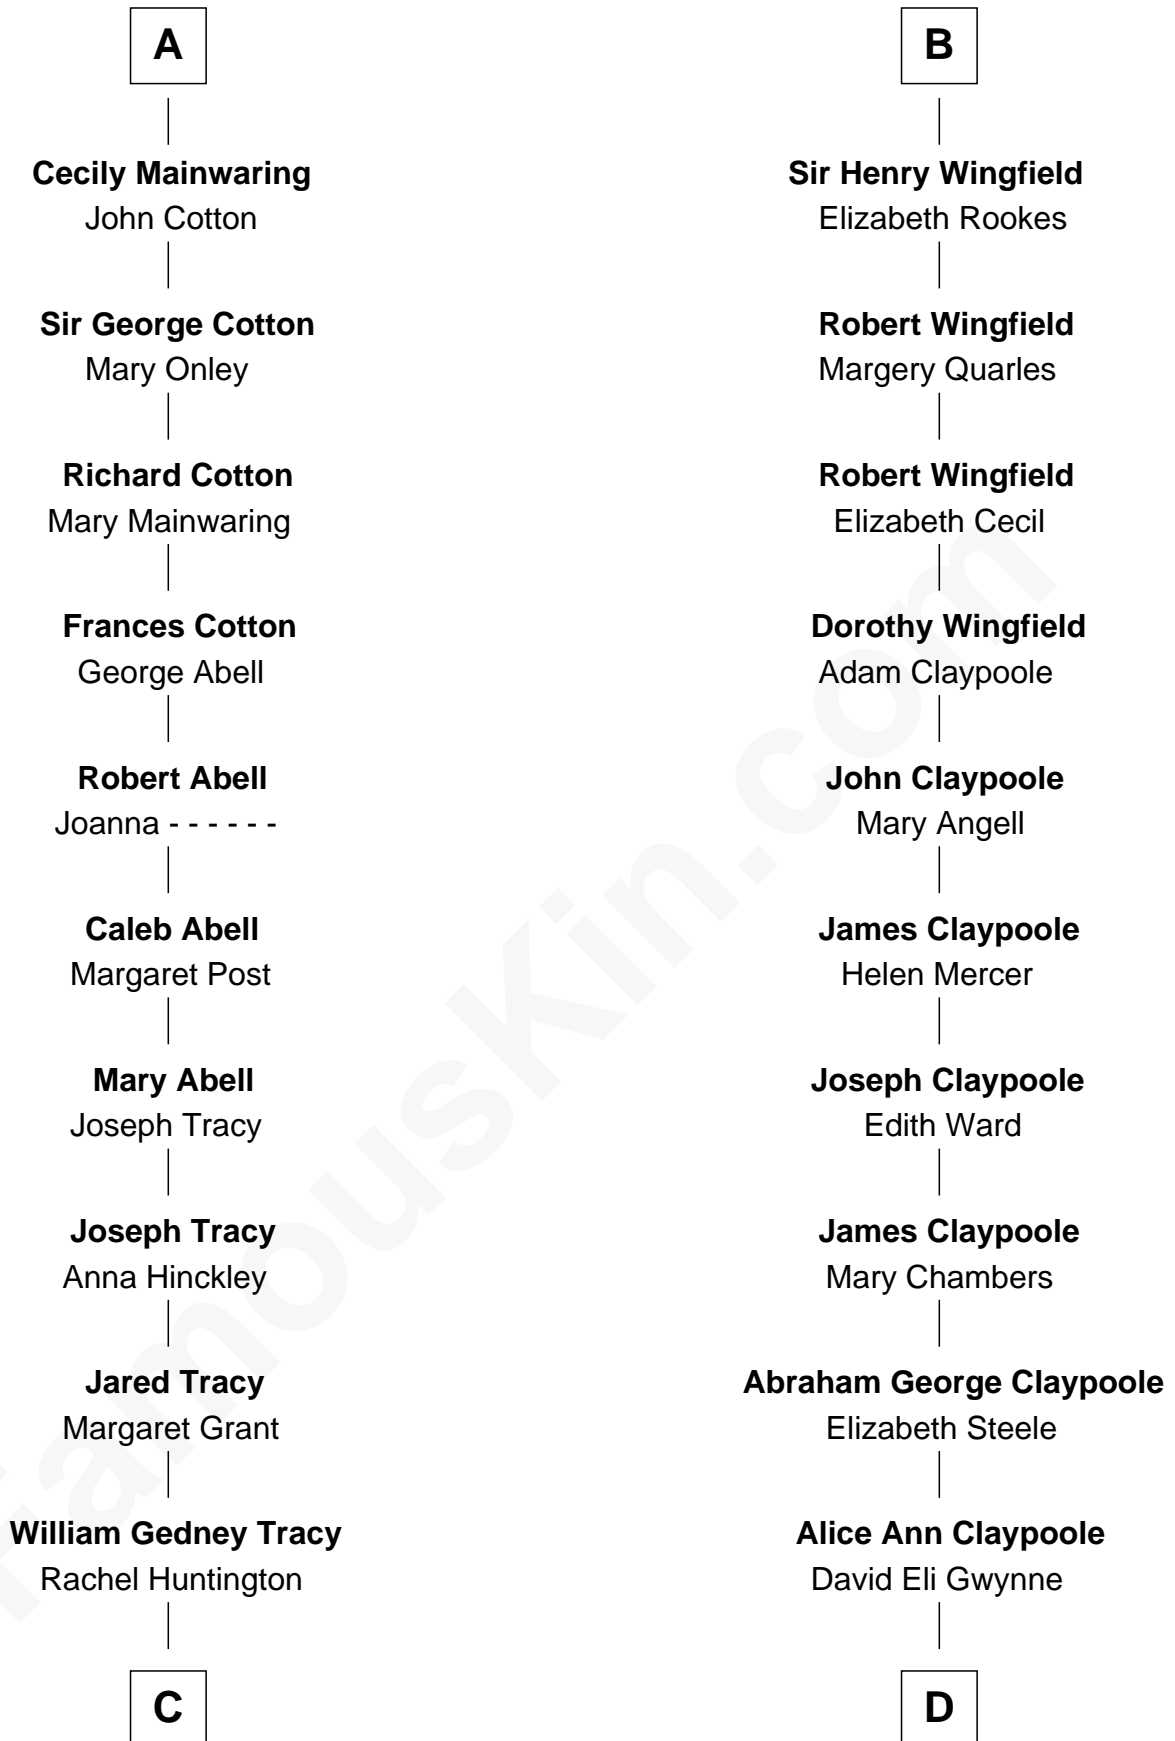 A
Cecily Mainwaring
John Cotton
Sir George Cotton
Mary Onley
Richard Cotton
Mary Mainwaring
Frances Cotton
George Abell
Robert Abell
Joanna - - - - - -
Caleb Abell
Margaret Post
Mary Abell
Joseph Tracy
Joseph Tracy
Anna Hinckley
Jared Tracy
Margaret Grant
William Gedney Tracy
Rachel Huntington
C
B
Sir Henry Wingfield
Elizabeth Rookes
Robert Wingfield
Margery Quarles
Robert Wingfield
Elizabeth Cecil
Dorothy Wingfield
Adam Claypoole
John Claypoole
Mary Angell
James Claypoole
Helen Mercer
Joseph Claypoole
Edith Ward
James Claypoole
Mary Chambers
Abraham George Claypoole
Elizabeth Steele
Alice Ann Claypoole
David Eli Gwynne
D
FamousKin.com